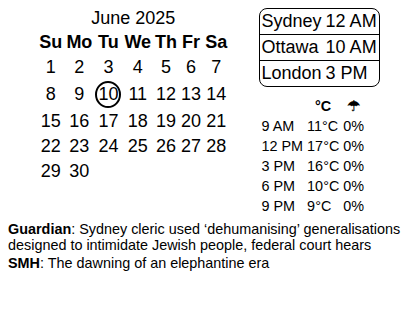 June 2025
Su Mo Tu We Th Fr Sa
1 2 3 4 5 6 7
8 9 10 11 12 13 14
15 16 17 18 19 20 21
22 23 24 25 26 27 28
29 30
Sydney 12 AM
Ottawa 10 AM
London 3 PM
°C ☂
9 AM 11°C 0%
12 PM 17°C 0%
3 PM 16°C 0%
6 PM 10°C 0%
9 PM 9°C 0%
Guardian: Sydney cleric used ‘dehumanising’ generalisations
designed to intimidate Jewish people, federal court hears
SMH: The dawning of an elephantine era